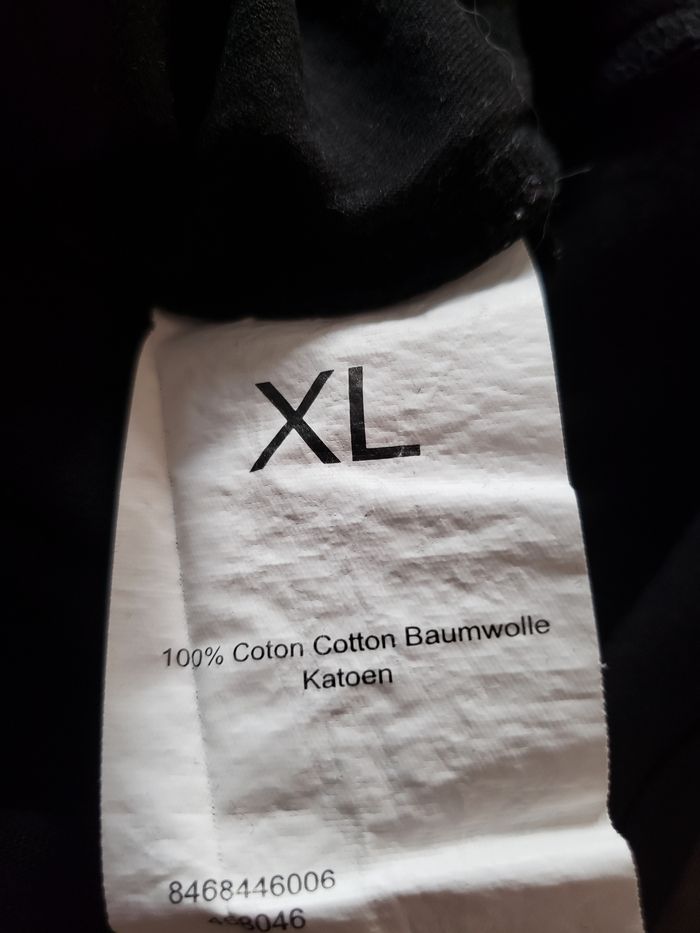 XL
100% Coton Cotton Baumwolle
Katoen
8468446006